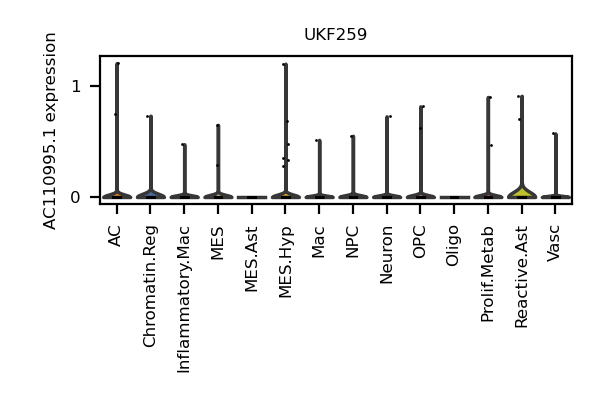 UKF259
AC110995.1 expression
1
0
AC
Chromatin.Reg
Inflammatory.Mac
MES
MES.Ast
MES.Hyp
Mac
NPC
Neuron
OPC
Oligo
Prolif.Metab
Reactive.Ast
Vasc